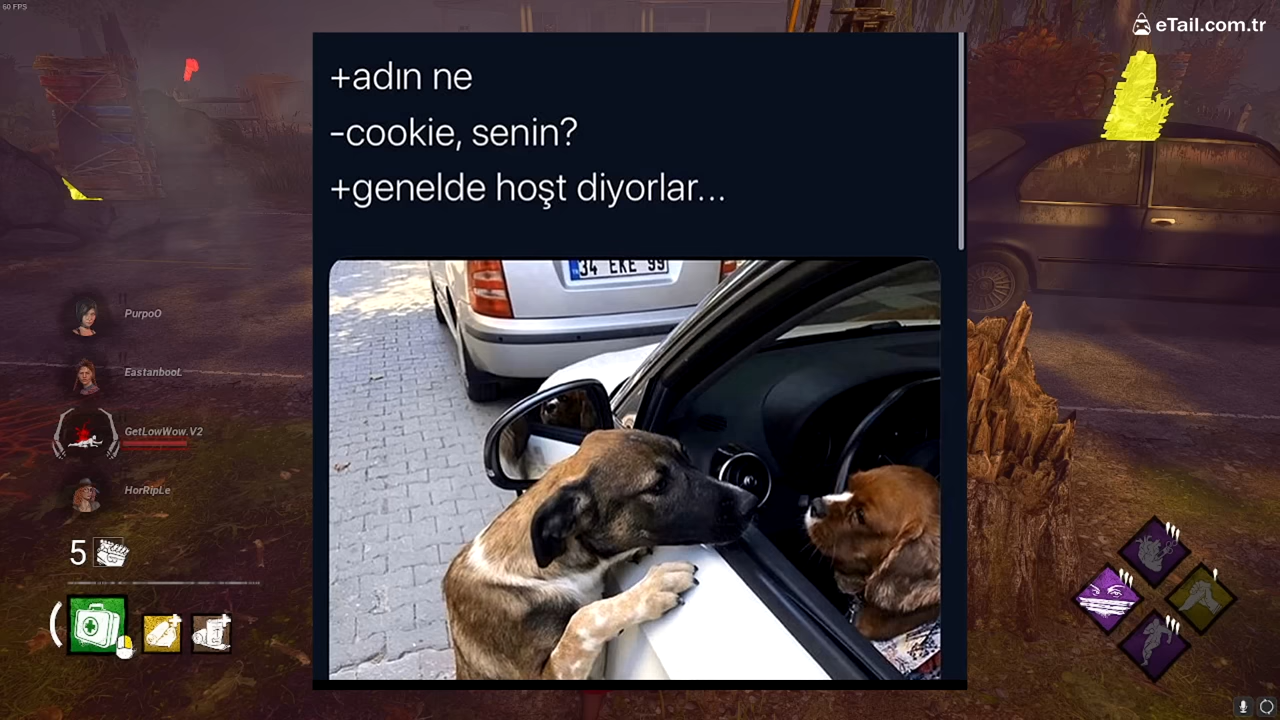 60 FPS
eTail.com.tr
+adın ne
-cookie, senin?
+genelde hoşt diyorlar...
34 EKE 99
PurpoO
EastanbooL
GetLowWow.V2
HorRipLe
5